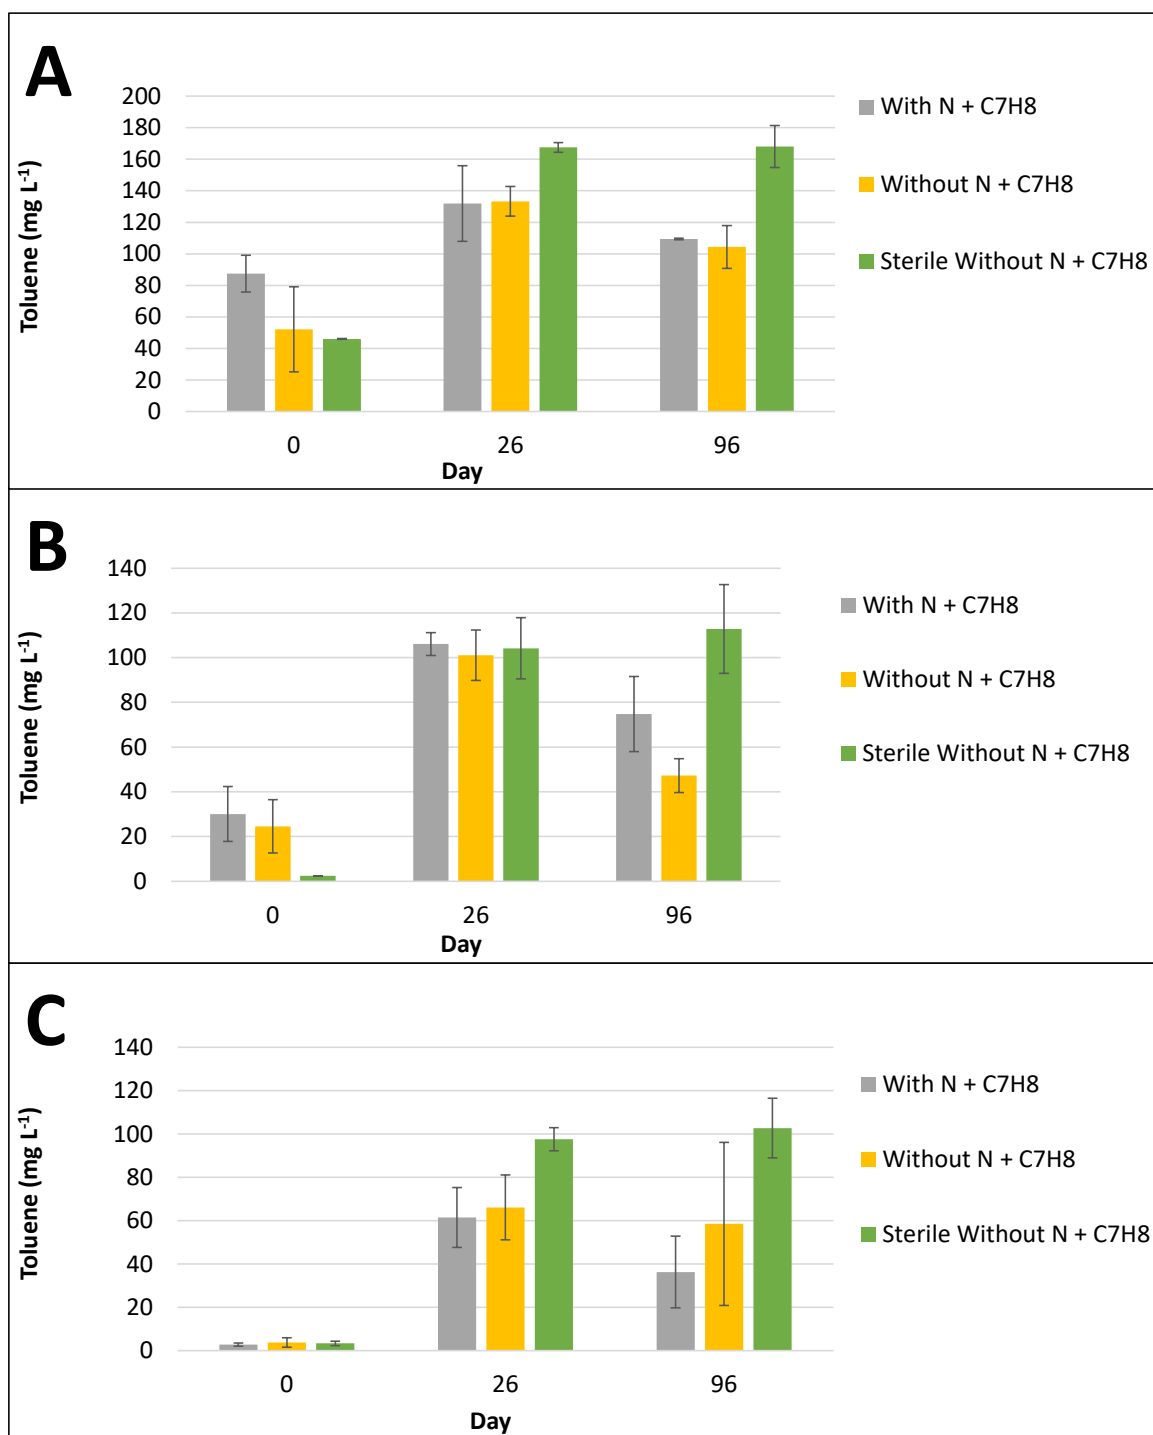 A
Toluene (mg L-1)
200
180
160
140
120
100
80
60
40
20
0
0 26 96
Day
With N + C7H8
Without N + C7H8
Sterile Without N + C7H8
B
Toluene (mg L-1)
140
120
100
80
60
40
20
0
0 26 96
Day
With N + C7H8
Without N + C7H8
Sterile Without N + C7H8
C
Toluene (mg L-1)
140
120
100
80
60
40
20
0
0 26 96
Day
With N + C7H8
Without N + C7H8
Sterile Without N + C7H8